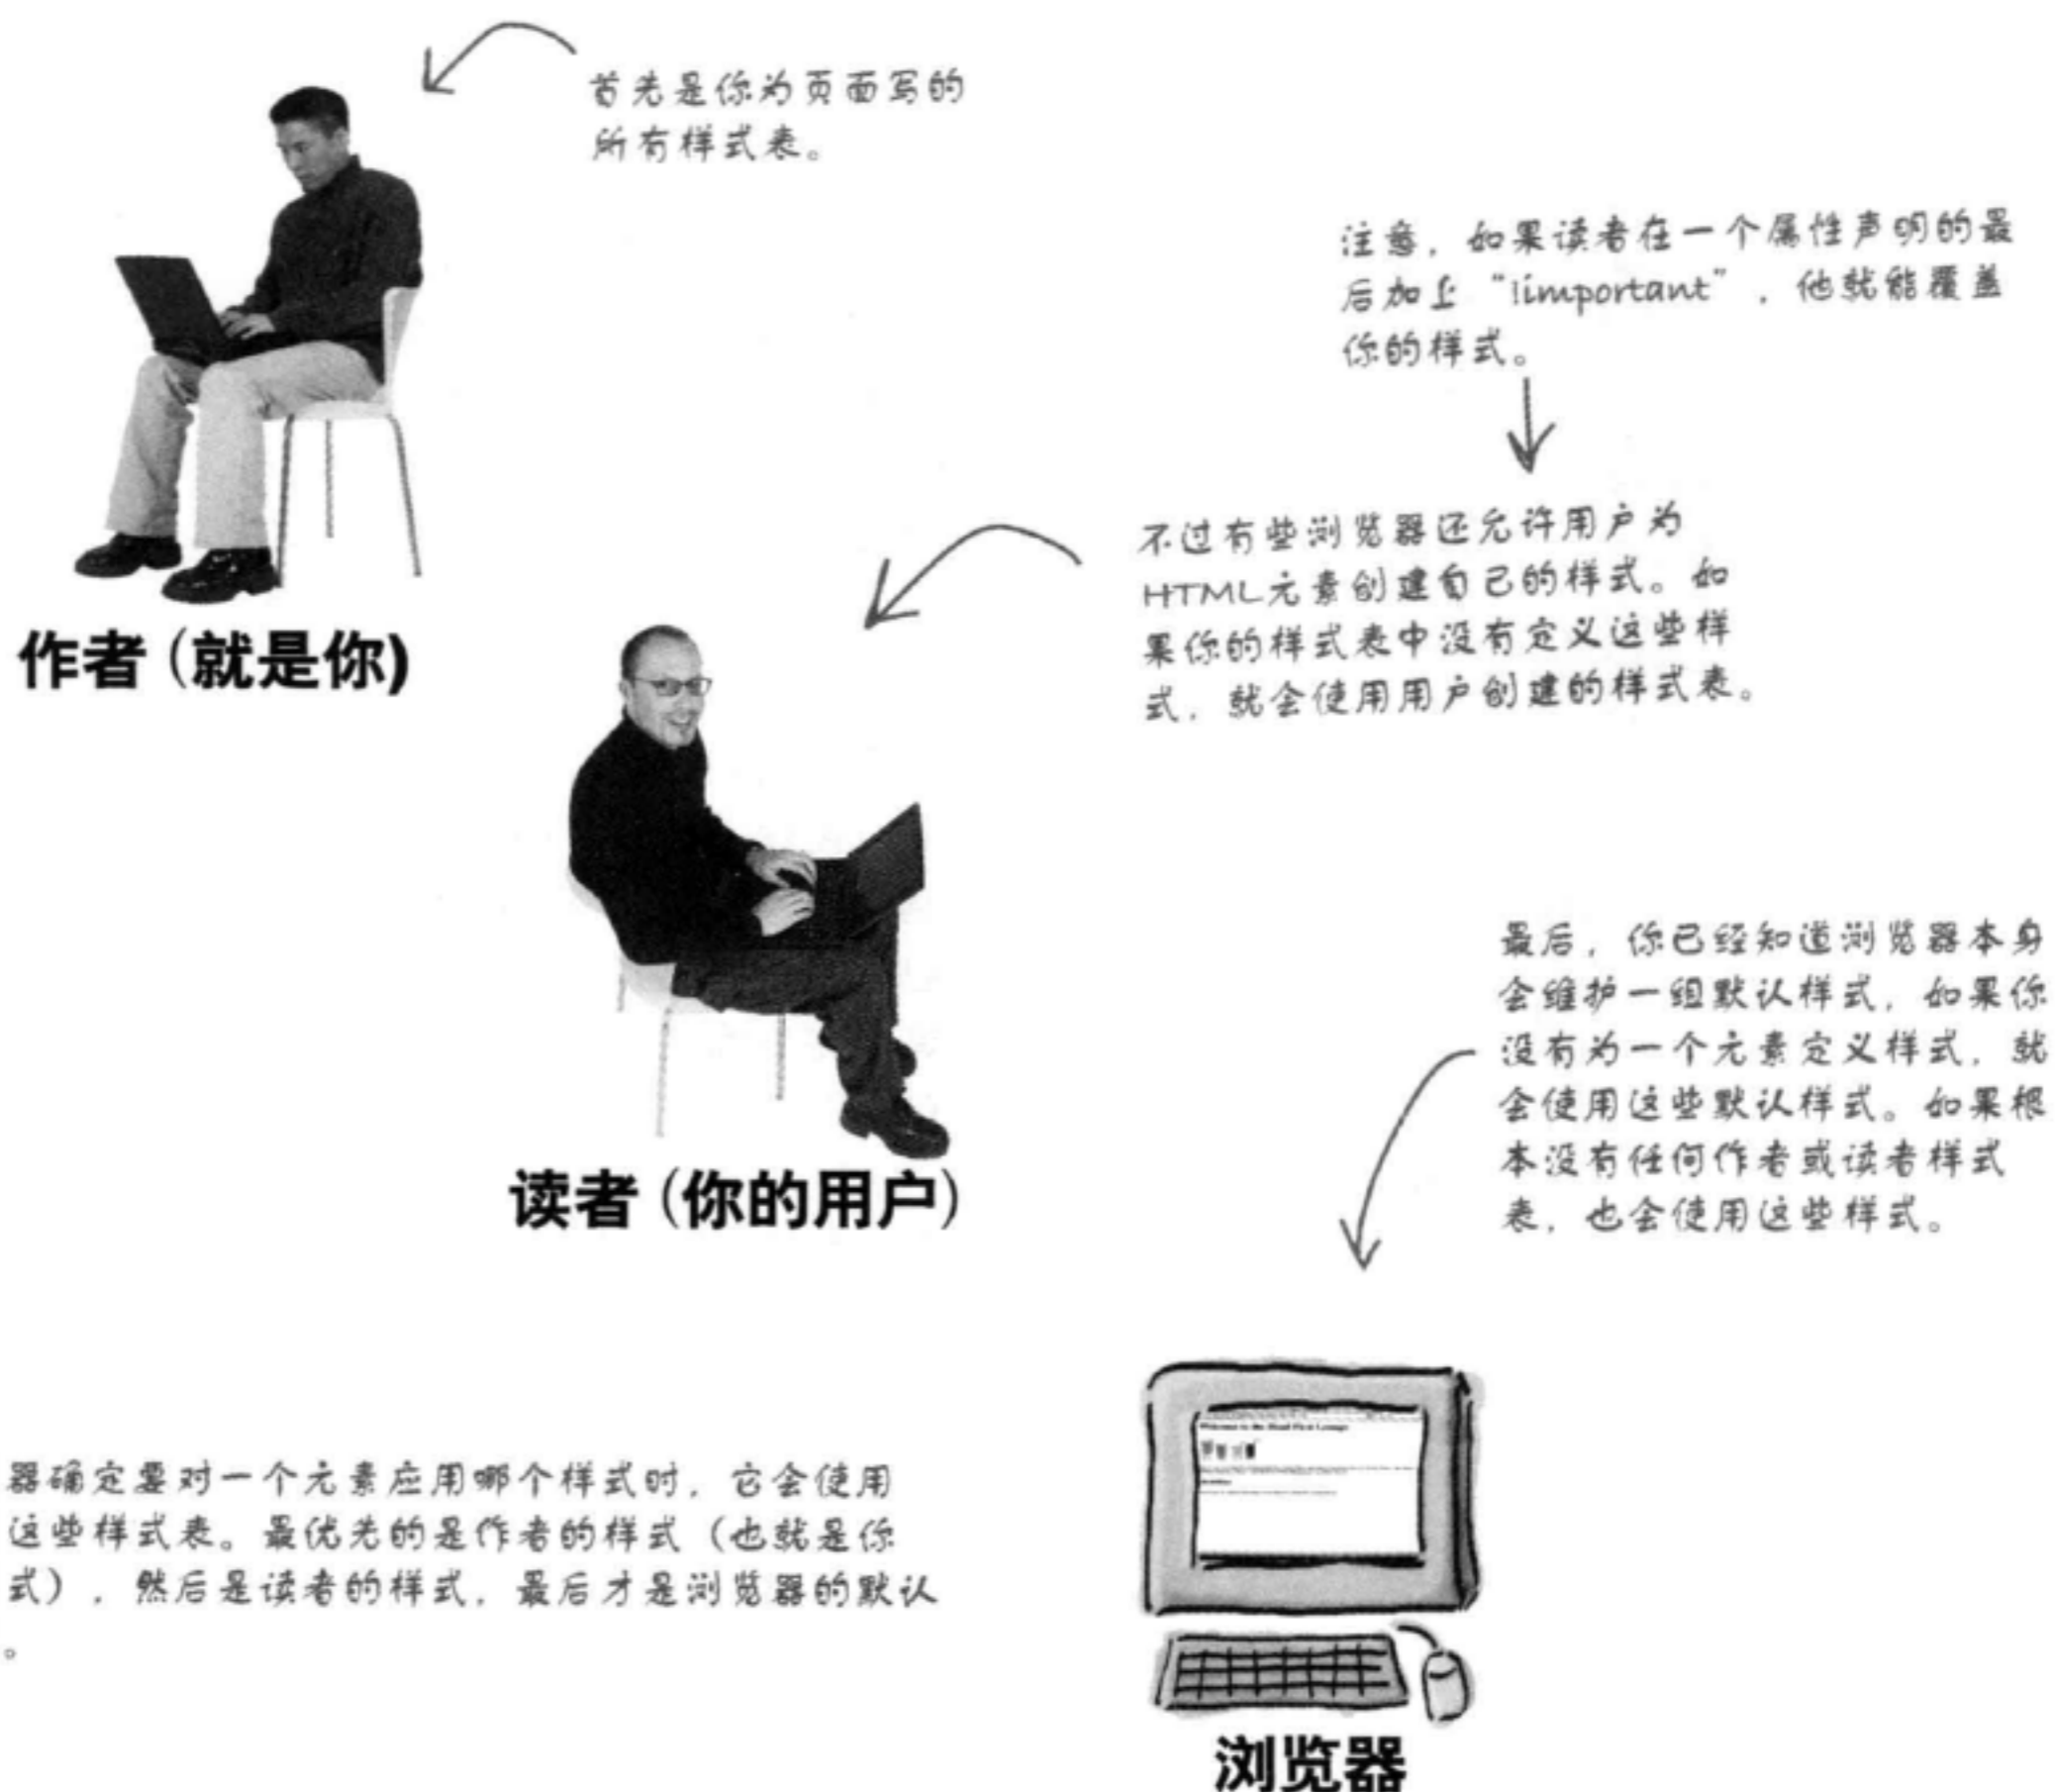 首先是你为页面写的
所有样式表。
注意，如果读者在一个属性声明的最
后加上“!important”，他就能覆盖
你的样式。
不过有些浏览器还允许用户为
HTML元素创建自己的样式。如
果你的样式表中没有定义这些样
式，就会使用用户创建的样式表。
作者(就是你)
读者(你的用户)
最后，你已经知道浏览器本身
会维护一组默认样式，如果你
没有为一个元素定义样式，就
会使用这些默认样式。如果根
本没有任何作者或读者样式
表，也会使用这些样式。
器确定要对一个元素应用哪个样式时，它会使用
这些样式表。最优先的是作者的样式（也就是你
式），然后是读者的样式，最后才是浏览器的默认
。
Welcome to the Head First Lounge
浏览器